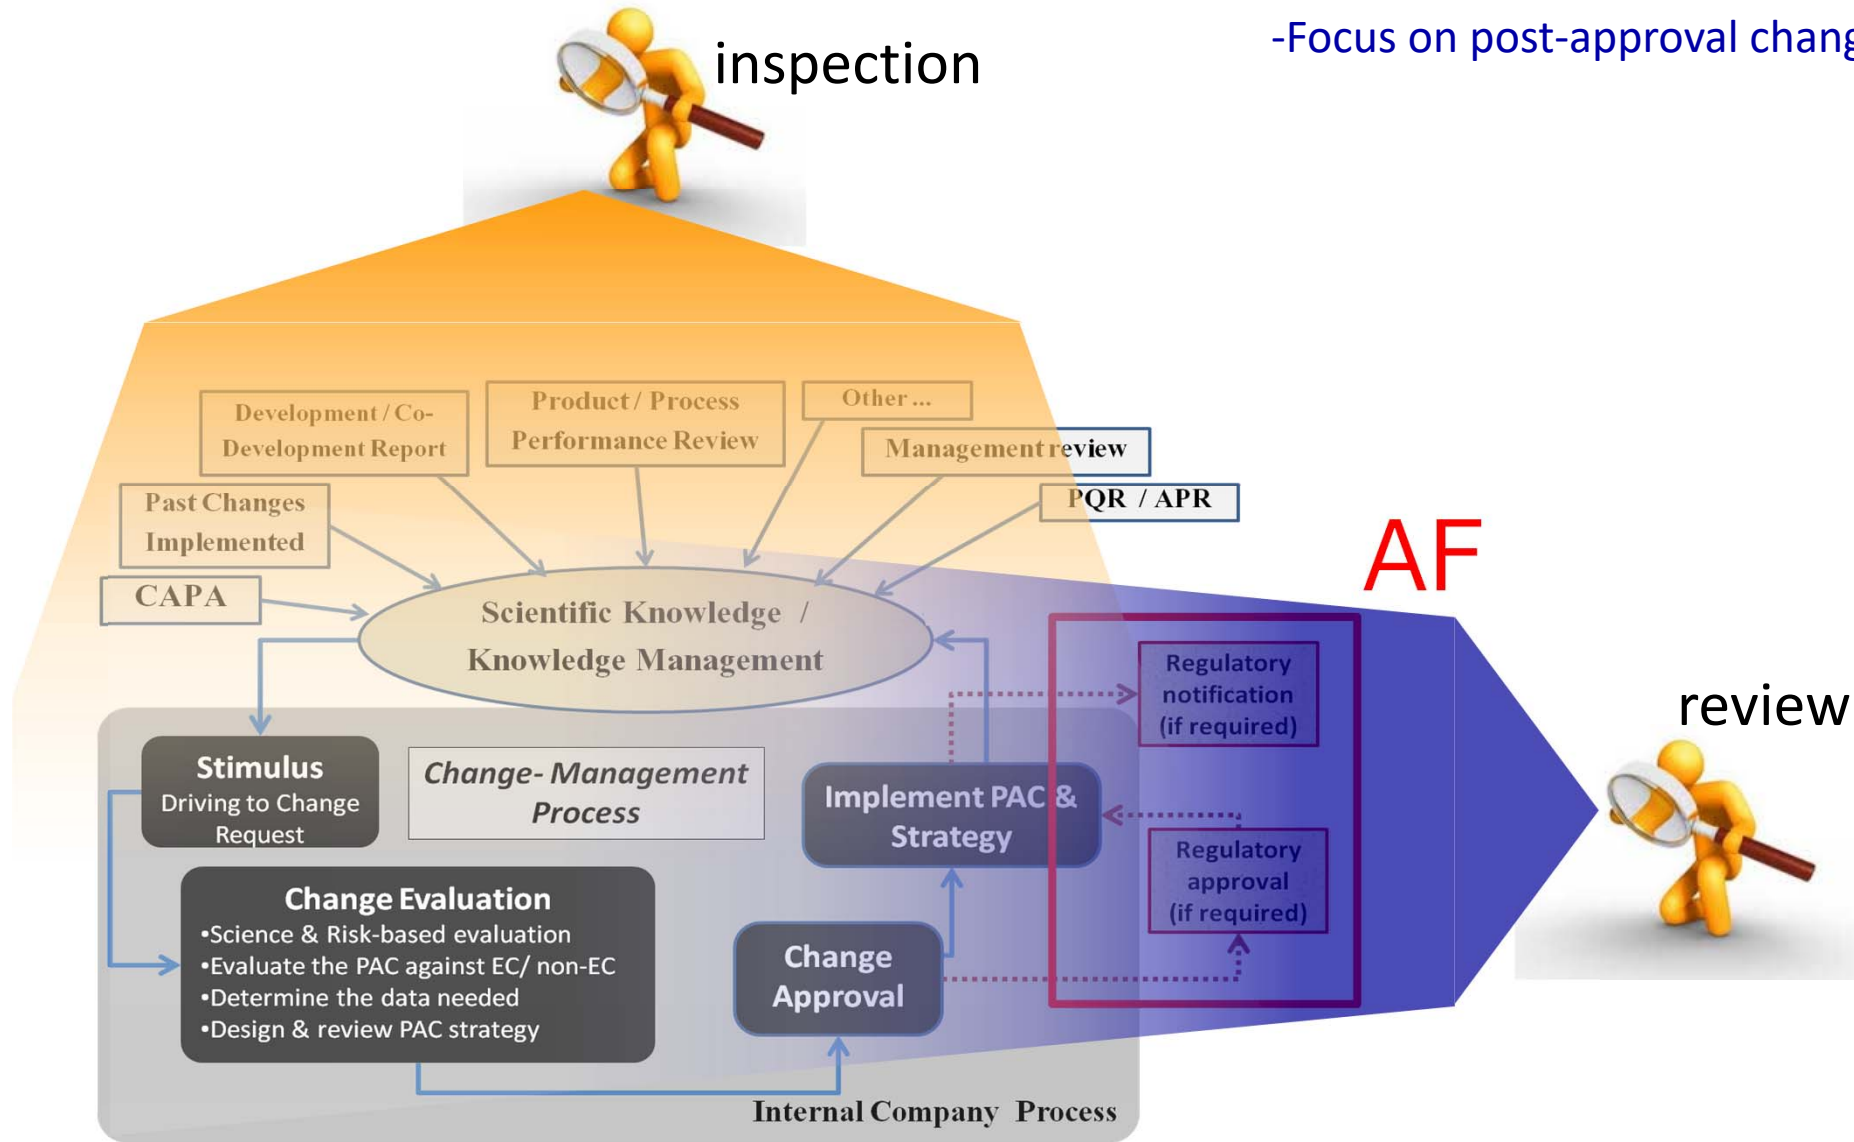 inspection
-Focus on post-approval chang
Development / Co-
Development Report
Product / Process
Performance Review
Other ...
Management review
PQR / APR
Past Changes
Implemented
CAPA
AF
Scientific Knowledge /
Knowledge Management
Regulatory
notification
(if required)
review
Stimulus
Driving to Change
Request
Change- Management
Process
Implement PAC &
Strategy
Regulatory
approval
(if required)
Change Evaluation
•Science & Risk-based evaluation
•Evaluate the PAC against EC/ non-EC
•Determine the data needed
•Design & review PAC strategy
Change
Approval
Internal Company Process